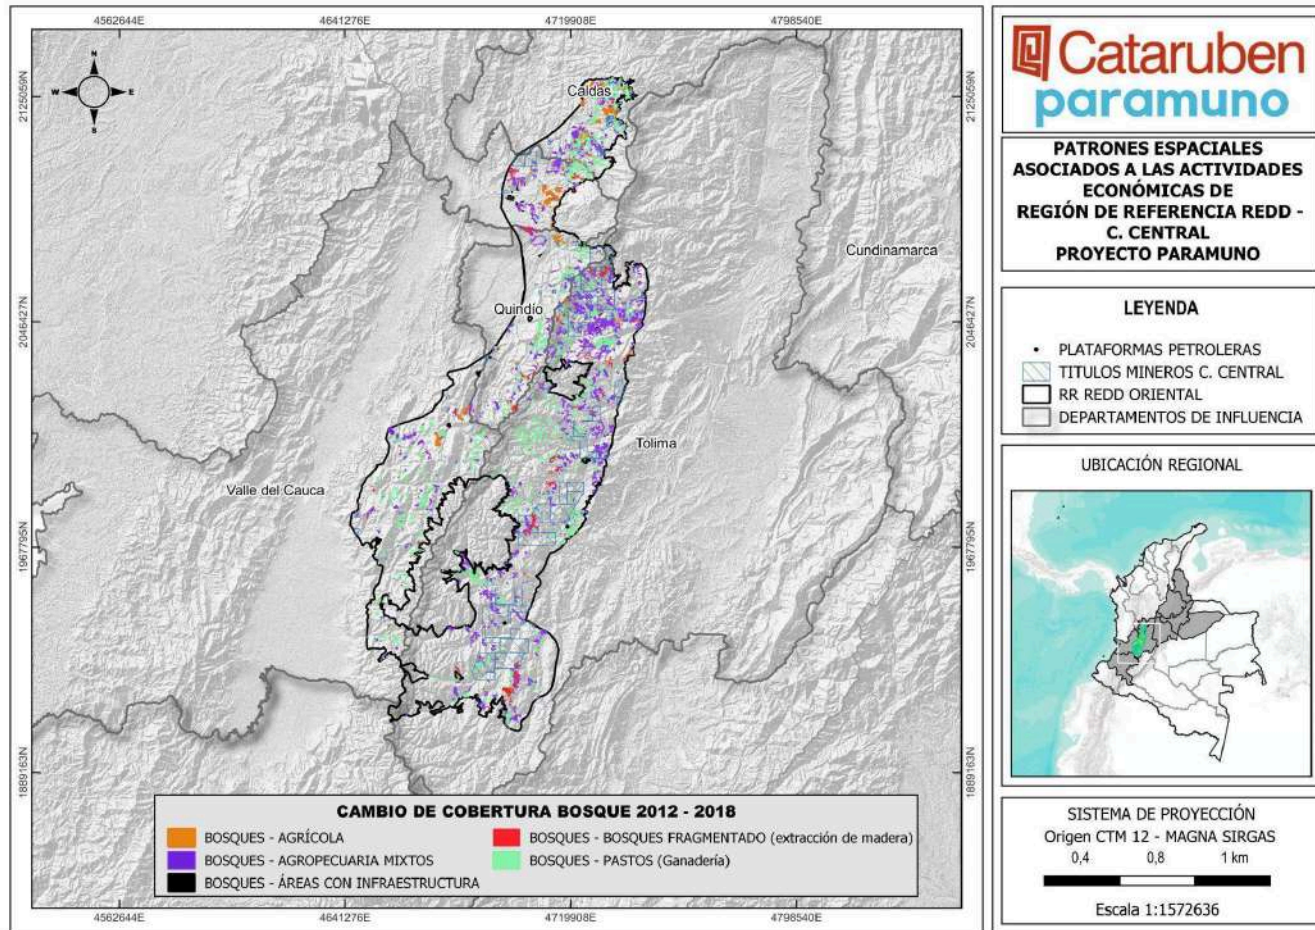 4562644E 4641276E 4719908E 4798540E
2125059N
2125059N
2046427N
2046427N
1967795N
1967795N
1889163N
1889163N
N
W E
S
Caldas
Cundinamarca
Quindío
Tolima
Valle del Cauca
CAMBIO DE COBERTURA BOSQUE 2012 - 2018
BOSQUES - AGRÍCOLA
BOSQUES - AGROPECUARIA MIXTOS
BOSQUES - ÁREAS CON INFRAESTRUCTURA
BOSQUES - BOSQUES FRAGMENTADO (extracción de madera)
BOSQUES - PASTOS (Ganadería)
4562644E 4641276E 4719908E 4798540E
Cataruben
paramuno
PATRONES ESPACIALES
ASOCIADOS A LAS ACTIVIDADES
ECONÓMICAS DE
REGIÓN DE REFERENCIA REDD -
C. CENTRAL
PROYECTO PARAMUNO
LEYENDA
PLATAFORMAS PETROLERAS
TITULOS MINEROS C. CENTRAL
RR REDD ORIENTAL
DEPARTAMENTOS DE INFLUENCIA
UBICACIÓN REGIONAL
SISTEMA DE PROYECCIÓN
Origen CTM 12 - MAGNA SIRGAS
0,4 0,8 1 km
Escala 1:1572636